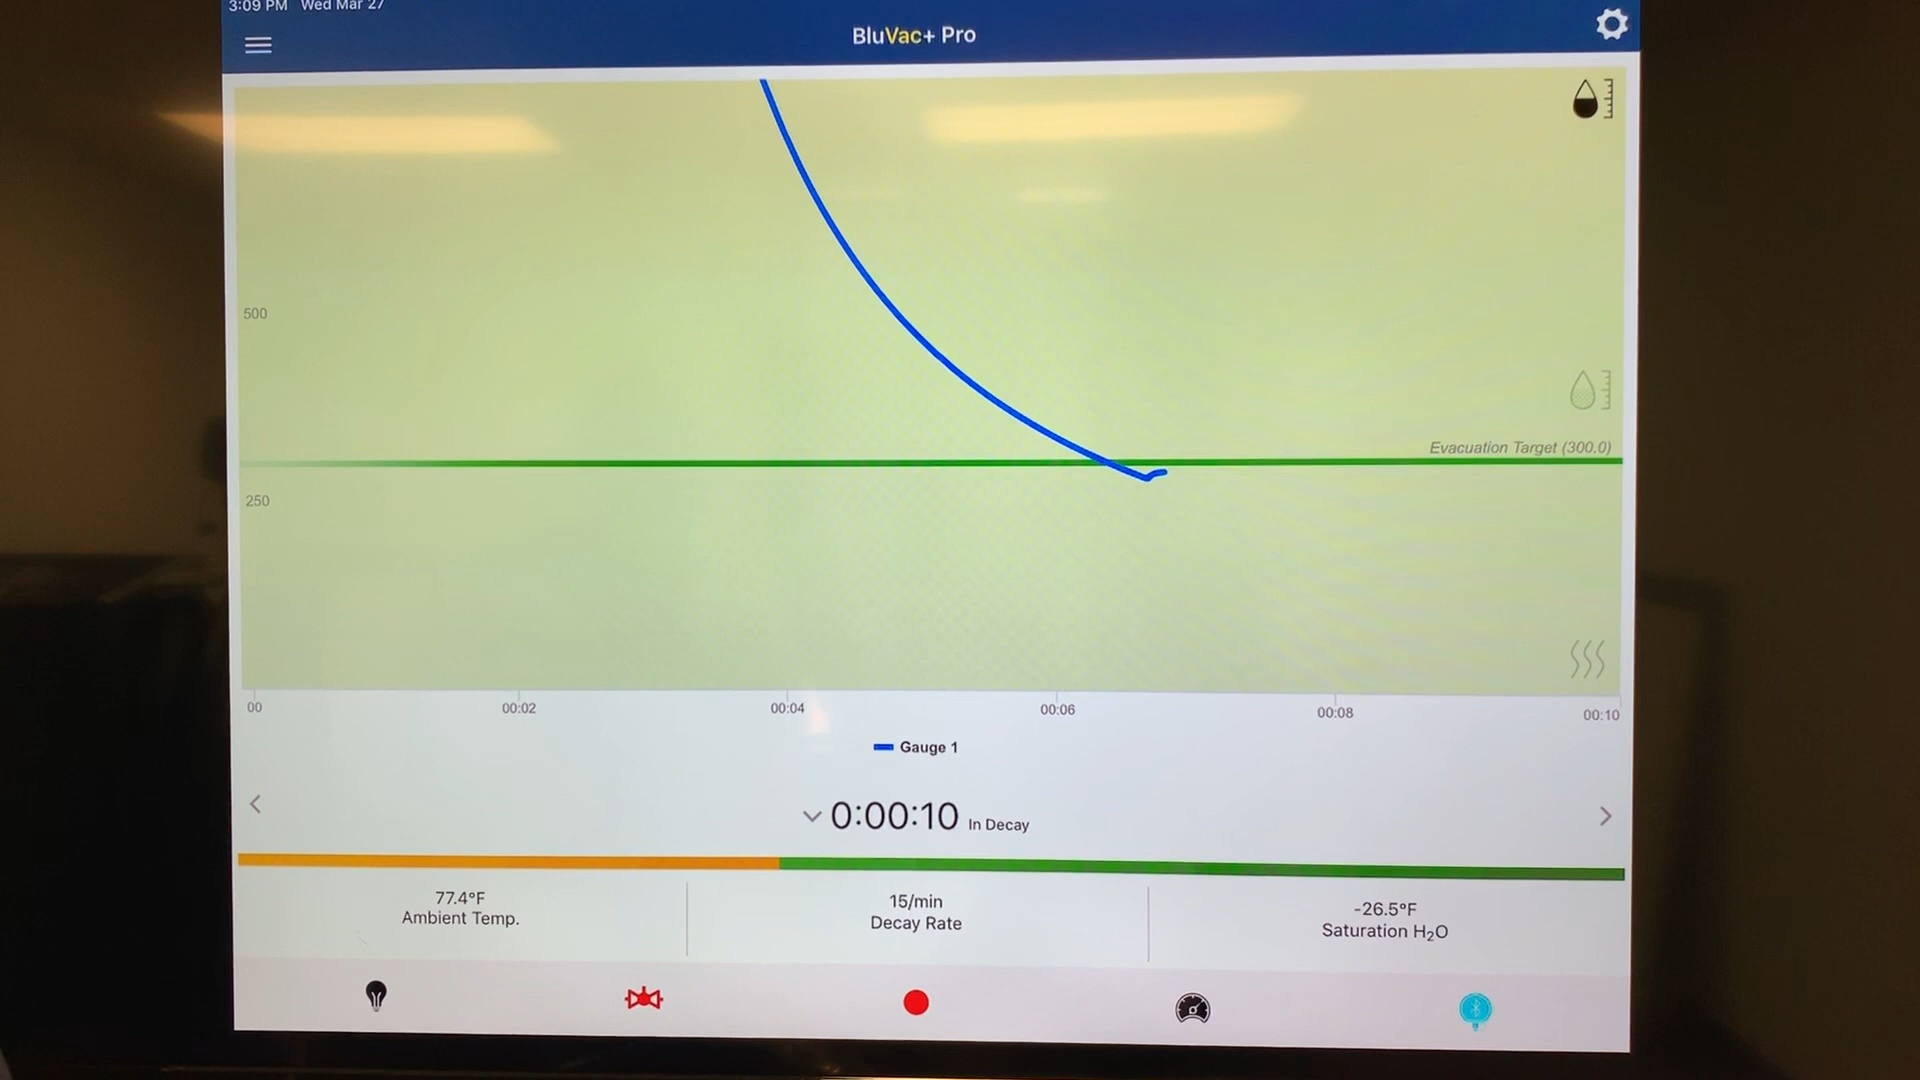 3:09 PM Wed Mar 27
BluVac+ Pro
500
Evacuation Target (300.0)
250
00
00:02
00:04
00:06
00:08
00:10
Gauge 1
0:00:10 In Decay
77.4°F
Ambient Temp.
15/min
Decay Rate
-26.5°F
Saturation H₂O